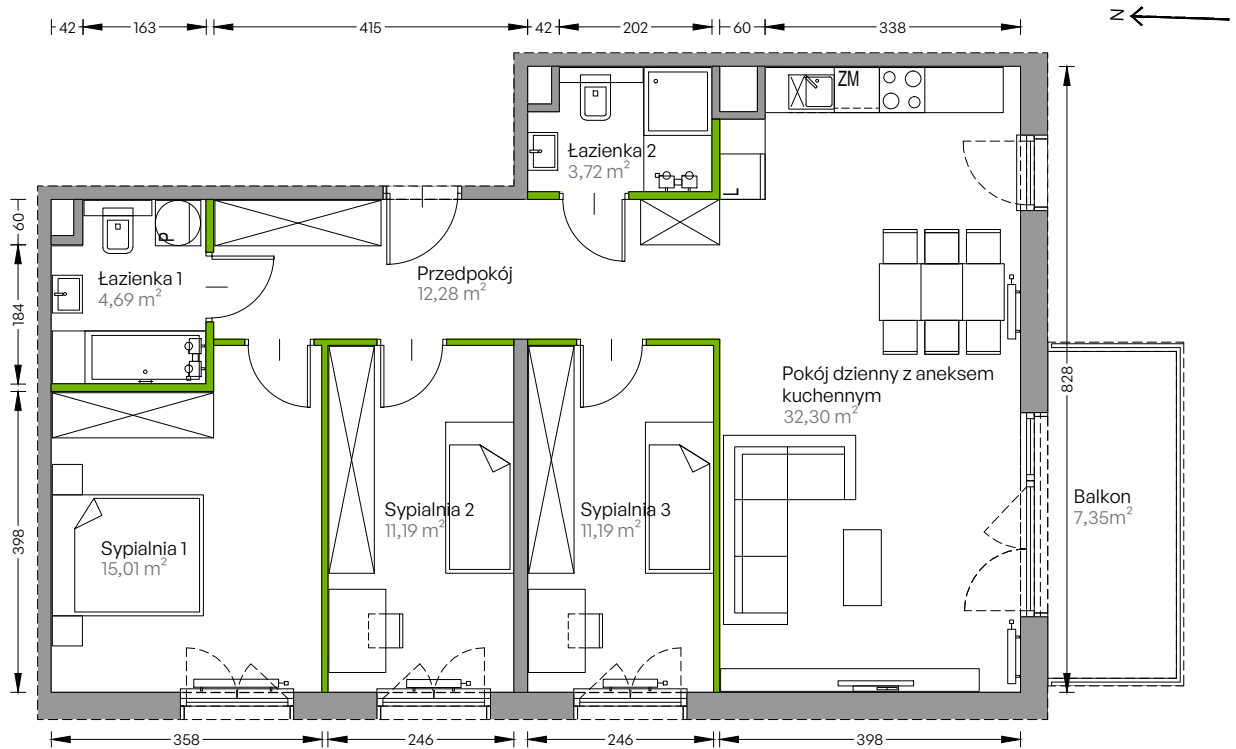 42
163
415
42
202
60
338
N
ZM
Łazienka 2
3,72 m²
L
60
P
Łazienka 1
4,69 m²
184
Przedpokój
12,28 m²
Pokój dzienny z aneksem
kuchennym
32,30 m²
828
Sypialnia 1
15,01 m²
Sypialnia 2
11,19 m²
Sypialnia 3
11,19 m²
Balkon
7,35m²
398
358
246
246
398